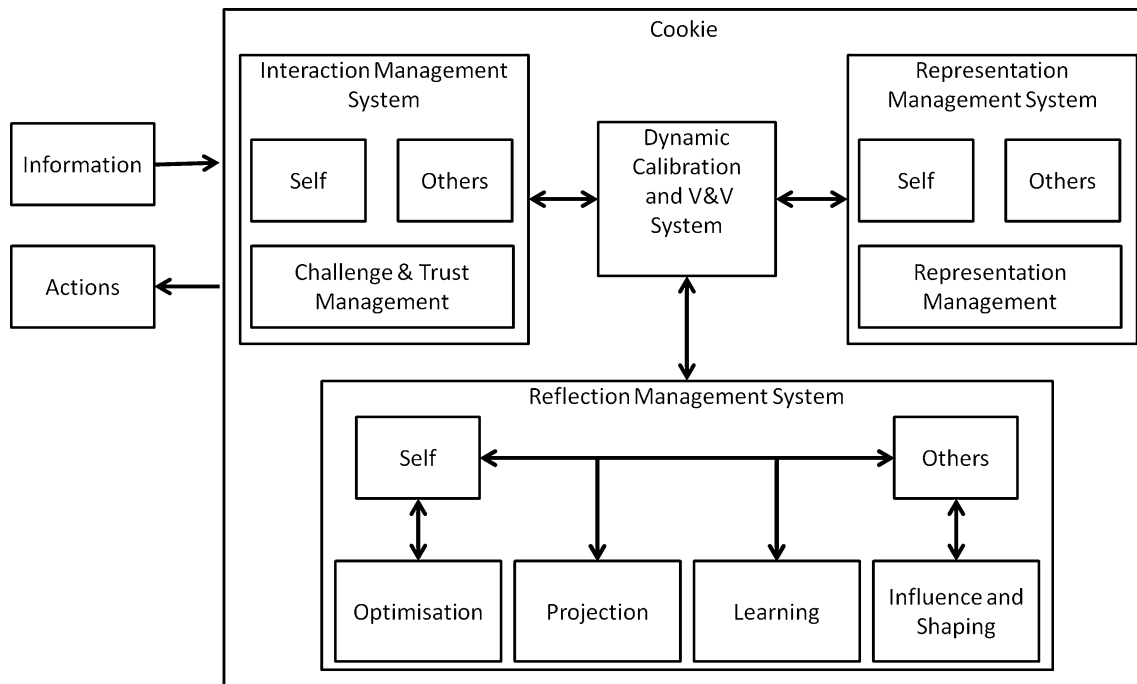 Cookie
Information
Actions
Interaction Management
System
Self
Others
Challenge & Trust
Management
Dynamic
Calibration
and V&V
System
Representation
Management System
Self
Others
Representation
Management
Reflection Management System
Self
Others
Optimisation
Projection
Learning
Influence and
Shaping